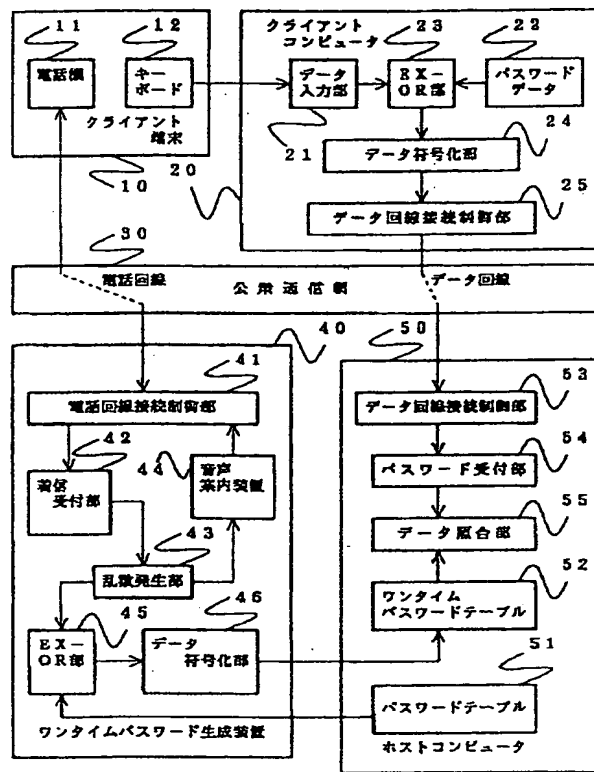 11
12
電話機
キー
ボード
クライアント
端末
10
クライアント
コンピュータ
23
22
データ
入力部
EX-
OR部
パスワード
データ
21
24
データ符号化部
20
25
データ回線接続制御部
30
電話回線
公衆通信網
データ回線
40
50
41
電話回線接続制御部
42
着信
受付部
44
音声
案内装置
43
乱数発生部
45
EX-
OR部
46
データ
符号化部
ワンタイムパスワード生成装置
53
データ回線接続制御部
54
パスワード受付部
55
データ照合部
52
ワンタイム
パスワードテーブル
51
パスワードテーブル
ホストコンピュータ